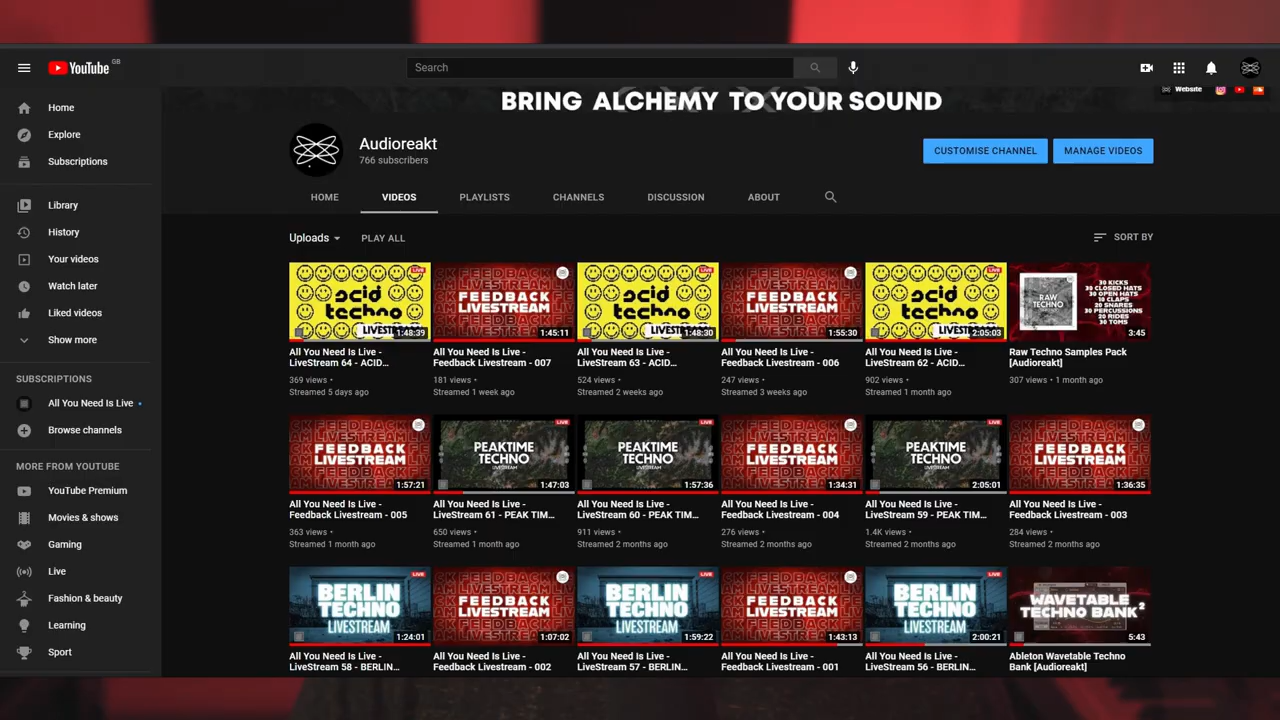 YouTube GB
Search
Home
Explore
Subscriptions
Library
History
Your videos
Watch later
Liked videos
Show more
SUBSCRIPTIONS
All You Need Is Live
Browse channels
MORE FROM YOUTUBE
YouTube Premium
Movies & shows
Gaming
Live
Fashion & beauty
Learning
Sport
BRING ALCHEMY TO YOUR SOUND
Website
Audioreakt
766 subscribers
CUSTOMISE CHANNEL
MANAGE VIDEOS
HOME
VIDEOS
PLAYLISTS
CHANNELS
DISCUSSION
ABOUT
Uploads
PLAY ALL
SORT BY
LIVE
acid
techno
LIVEST
1:48:39
All You Need Is Live -
LiveStream 64 - ACID...
369 views •
Streamed 5 days ago
FEEDBACK
LIVESTREAM
1:45:11
All You Need Is Live -
Feedback Livestream - 007
181 views •
Streamed 1 week ago
LIVE
acid
techno
LIVEST
1:48:30
All You Need Is Live -
LiveStream 63 - ACID...
524 views •
Streamed 2 weeks ago
FEEDBACK
LIVESTREAM
1:55:30
All You Need Is Live -
Feedback Livestream - 006
247 views •
Streamed 3 weeks ago
LIVE
acid
techno
LIVEST
2:05:03
All You Need Is Live -
LiveStream 62 - ACID...
902 views •
Streamed 1 month ago
RAW
TECHNO
30 KICKS
30 CLOSED HATS
30 OPEN HATS
10 CLAPS
20 SNARES
30 PERCUSSIONS
20 RIDES
30 TOMS
3:45
Raw Techno Samples Pack
[Audioreakt]
307 views • 1 month ago
FEEDBACK
LIVESTREAM
1:57:21
All You Need Is Live -
Feedback Livestream - 005
363 views •
Streamed 1 month ago
LIVE
PEAKTIME
TECHNO
LIVESTREAM
1:47:03
All You Need Is Live -
LiveStream 61 - PEAK TIM...
650 views •
Streamed 1 month ago
LIVE
PEAKTIME
TECHNO
LIVESTREAM
1:57:36
All You Need Is Live -
LiveStream 60 - PEAK TIM...
911 views •
Streamed 2 months ago
FEEDBACK
LIVESTREAM
1:34:31
All You Need Is Live -
Feedback Livestream - 004
276 views •
Streamed 2 months ago
LIVE
PEAKTIME
TECHNO
LIVESTREAM
2:05:01
All You Need Is Live -
LiveStream 59 - PEAK TIM...
1.4K views •
Streamed 2 months ago
FEEDBACK
LIVESTREAM
1:36:35
All You Need Is Live -
Feedback Livestream - 003
284 views •
Streamed 2 months ago
LIVE
BERLIN
TECHNO
LIVESTREAM
1:24:01
All You Need Is Live -
LiveStream 58 - BERLIN...
FEEDBACK
LIVESTREAM
1:07:02
All You Need Is Live -
Feedback Livestream - 002
LIVE
BERLIN
TECHNO
LIVESTREAM
1:59:22
All You Need Is Live -
LiveStream 57 - BERLIN...
FEEDBACK
LIVESTREAM
1:43:13
All You Need Is Live -
Feedback Livestream - 001
LIVE
BERLIN
TECHNO
LIVESTREAM
2:00:21
All You Need Is Live -
LiveStream 56 - BERLIN...
WAVETABLE
TECHNO BANK²
5:43
Ableton Wavetable Techno
Bank [Audioreakt]